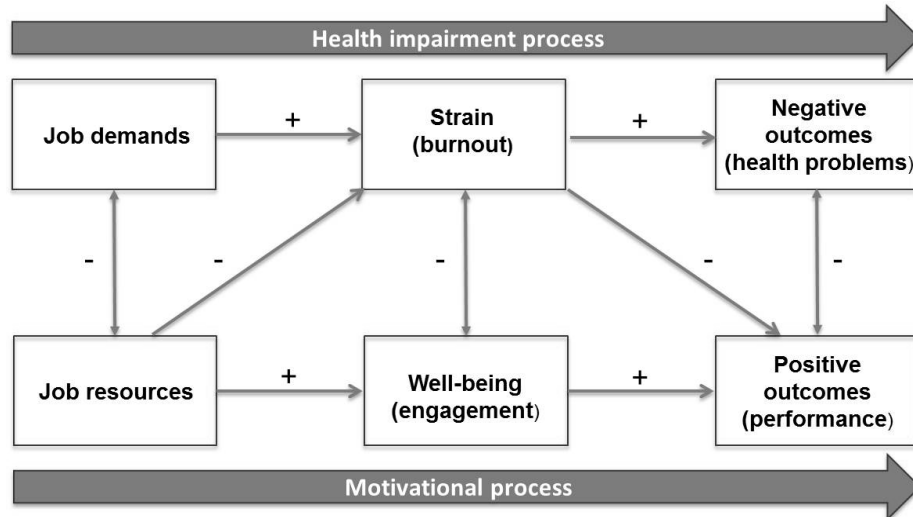 Health impairment process
Job demands
+
Strain
(burnout)
+
Negative
outcomes
(health problems)
-
-
-
-
-
Job resources
+
Well-being
(engagement)
+
Positive
outcomes
(performance)
Motivational process